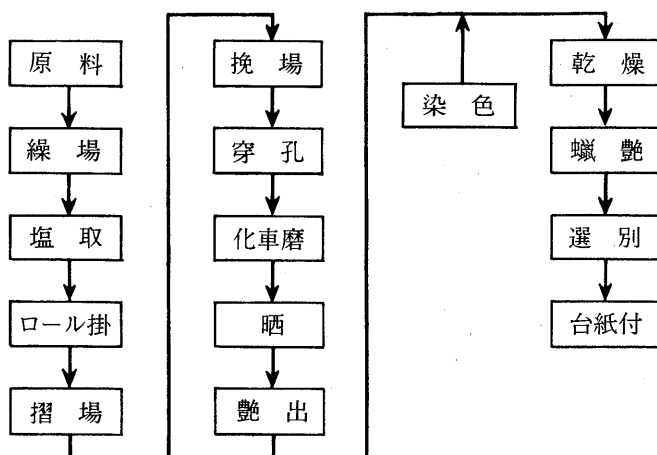 原料
繰場
塩取
ロール掛
摺場
挽場
穿孔
化車磨
晒
艶出
染色
乾燥
蝋艶
選別
台紙付